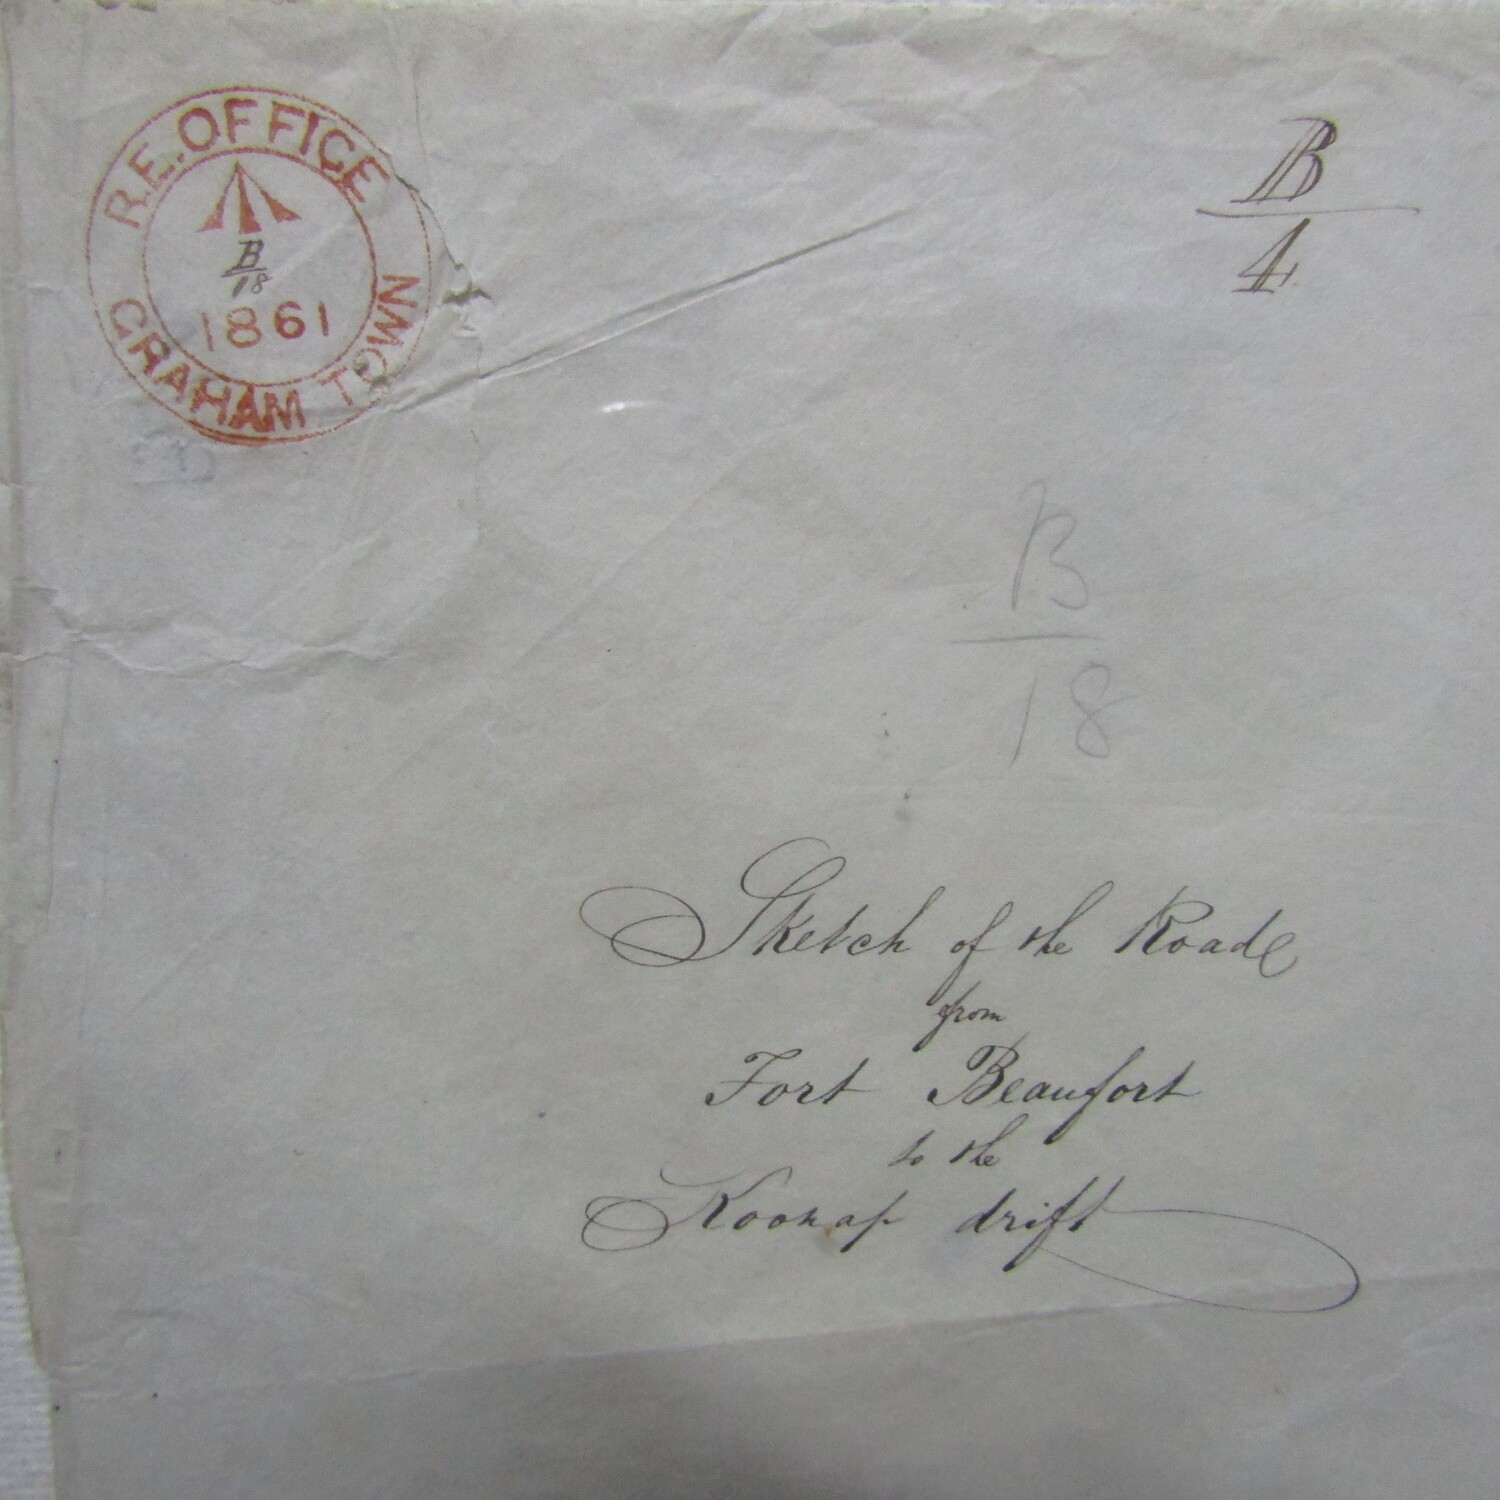 R.E. OFFICE
B
18
1861
GRAHAM TOWN
B
4
B
18
Sketch of the Road
from
Fort Beaufort
to the
Koonap drift